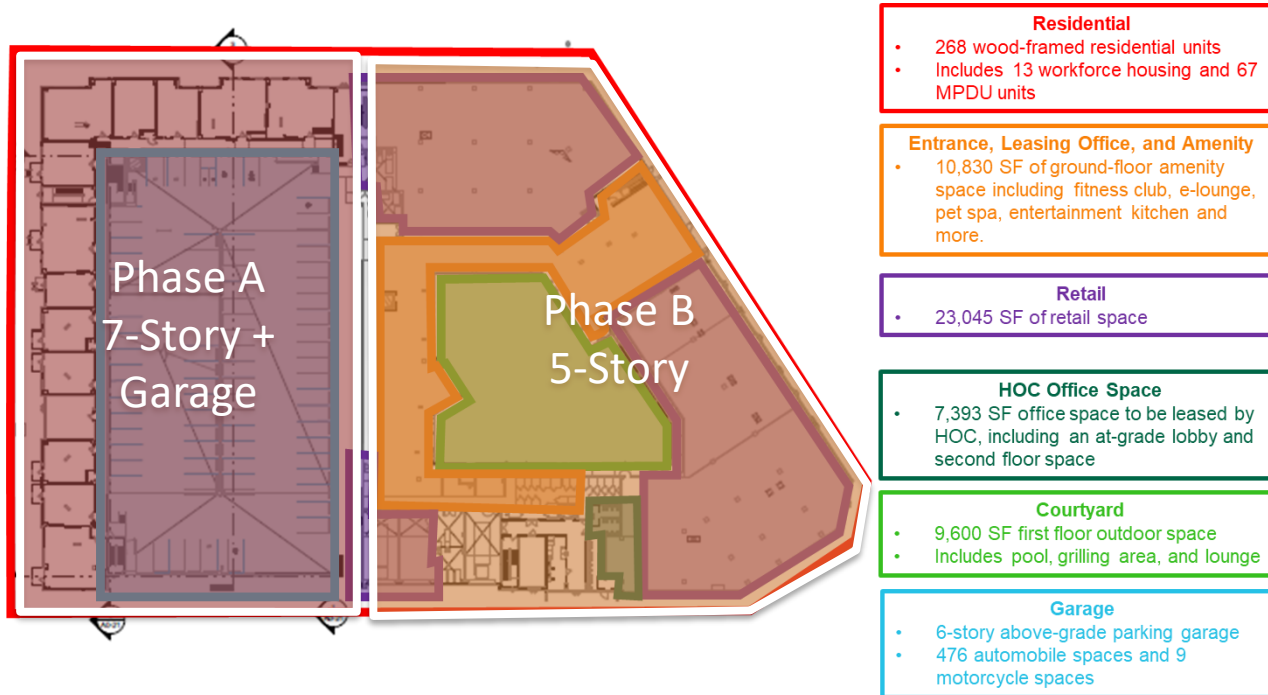 Phase A
7-Story +
Garage
Phase B
5-Story
Residential
• 268 wood-framed residential units
• Includes 13 workforce housing and 67
MPDU units
Entrance, Leasing Office, and Amenity
• 10,830 SF of ground-floor amenity
space including fitness club, e-lounge,
pet spa, entertainment kitchen and
more.
Retail
• 23,045 SF of retail space
HOC Office Space
• 7,393 SF office space to be leased by
HOC, including an at-grade lobby and
second floor space
Courtyard
• 9,600 SF first floor outdoor space
• Includes pool, grilling area, and lounge
Garage
• 6-story above-grade parking garage
• 476 automobile spaces and 9
motorcycle spaces